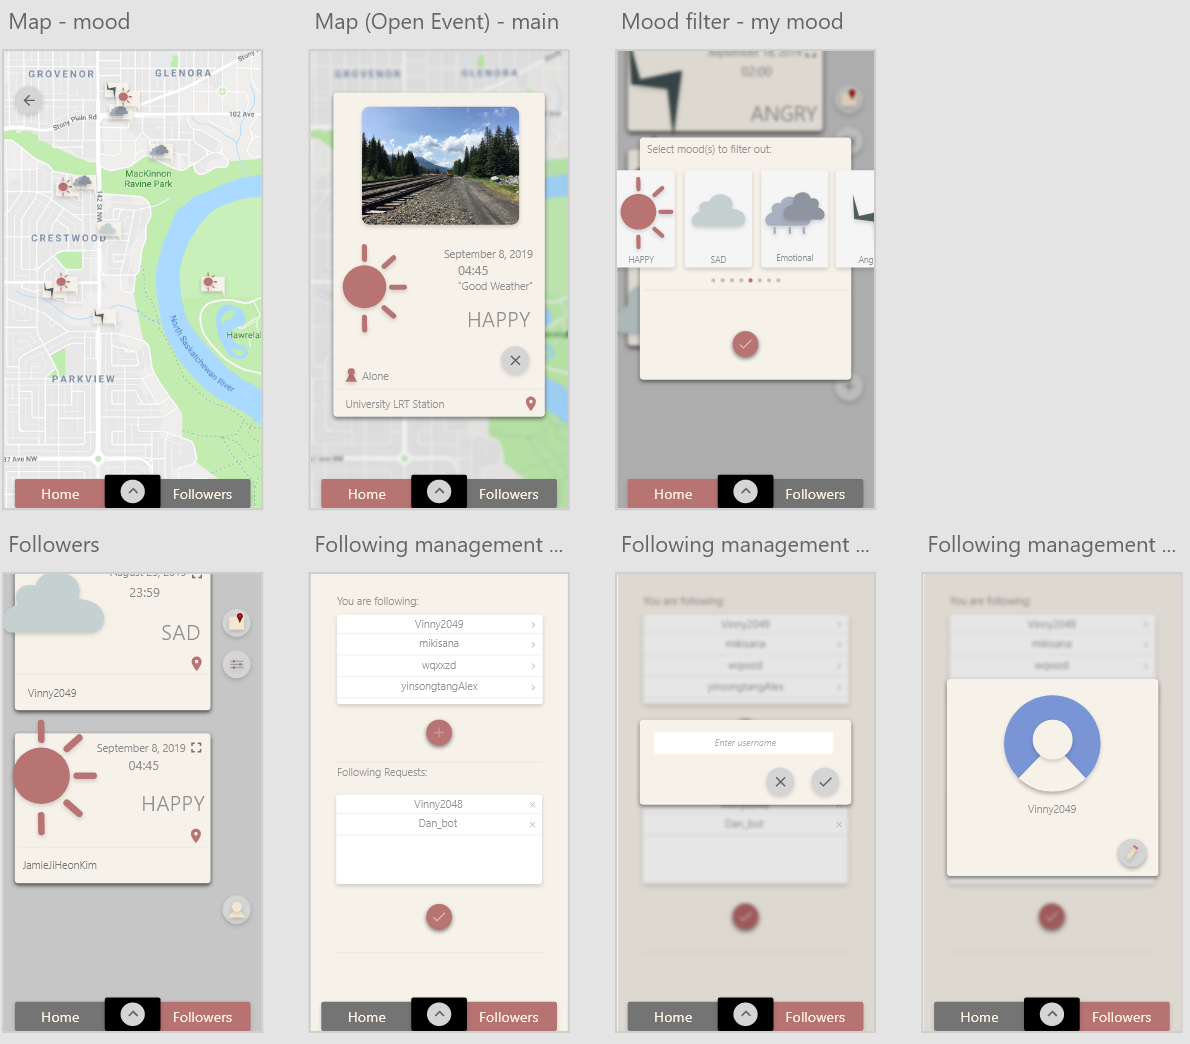 Map - mood
GROVENOR
GLENORA
Stony
102 Ave
Stony Plain Rd
MacKinnon
Ravine Park
142 St NW
CRESTWOOD
North Saskatchewan River
Hawrela
PARKVIEW
87 Ave NW
Home
Followers
Map (Open Event) - main
GROVENOR
GLENORA
September 8, 2019
04:45
"Good Weather"
HAPPY
Alone
University LRT Station
Home
Followers
Mood filter - my mood
02:00
ANGRY
Select mood(s) to filter out:
HAPPY
SAD
Emotional
Ang
Home
Followers
Followers
23:59
SAD
Vinny2049
September 8, 2019
04:45
HAPPY
JamieJiHeonKim
Home
Followers
Following management ...
You are following:
Vinny2049
mikisana
wqxxzd
yinsongtangAlex
Following Requests:
Vinny2048
Dan_bot
Home
Followers
Following management ...
You are following:
Vinny2049
mikisana
wqxxzd
yinsongtangAlex
Enter username
Dan_bot
Home
Followers
Following management ...
You are following:
Vinny2049
mikisana
wqxxzd
Vinny2049
Home
Followers